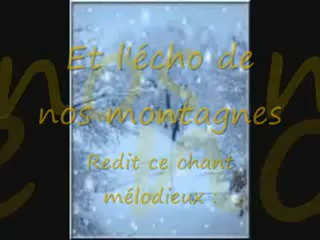 Et l'écho de
nos montagnes
Redit ce chant
mélodieux :